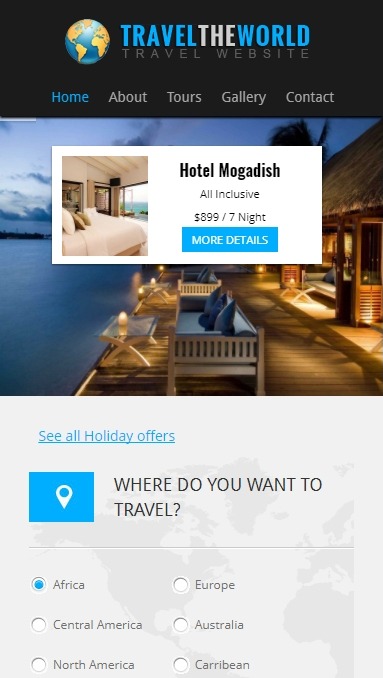 TRAVELTHEWORLD
TRAVEL WEBSITE
Home About Tours Gallery Contact
Hotel Mogadish
All Inclusive
$899 / 7 Night
MORE DETAILS
See all Holiday offers
WHERE DO YOU WANT TO
TRAVEL?
Africa Europe
Central America Australia
North America Carribean